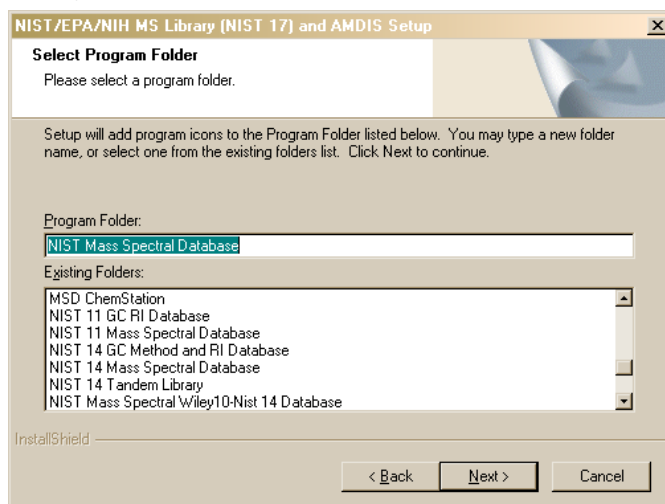 NIST/EPA/NIH MS Library (NIST 17) and AMDIS Setup
Select Program Folder
Please select a program folder.
Setup will add program icons to the Program Folder listed below. You may type a new folder
name, or select one from the existing folders list. Click Next to continue.
Program Folder:
NIST Mass Spectral Database
Existing Folders:
MSD ChemStation
NIST 11 GC RI Database
NIST 11 Mass Spectral Database
NIST 14 GC Method and RI Database
NIST 14 Mass Spectral Database
NIST 14 Tandem Library
NIST Mass Spectral Wiley10-Nist 14 Database
InstallShield
< Back Next > Cancel